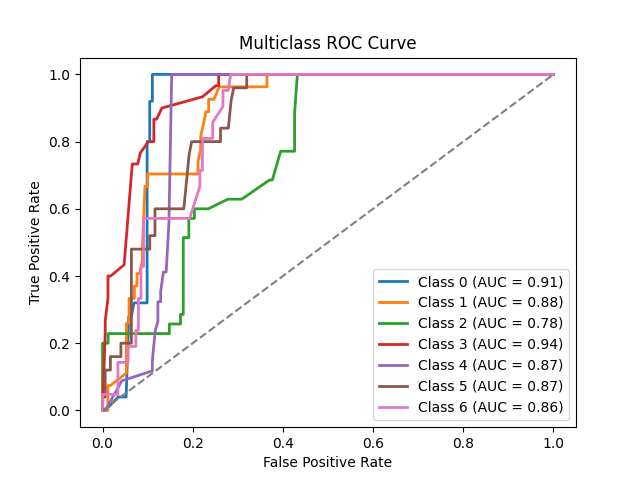 Multiclass ROC Curve
True Positive Rate
1.0
0.8
0.6
0.4
0.2
0.0
Class 0 (AUC = 0.91)
Class 1 (AUC = 0.88)
Class 2 (AUC = 0.78)
Class 3 (AUC = 0.94)
Class 4 (AUC = 0.87)
Class 5 (AUC = 0.87)
Class 6 (AUC = 0.86)
0.0 0.2 0.4 0.6 0.8 1.0
False Positive Rate